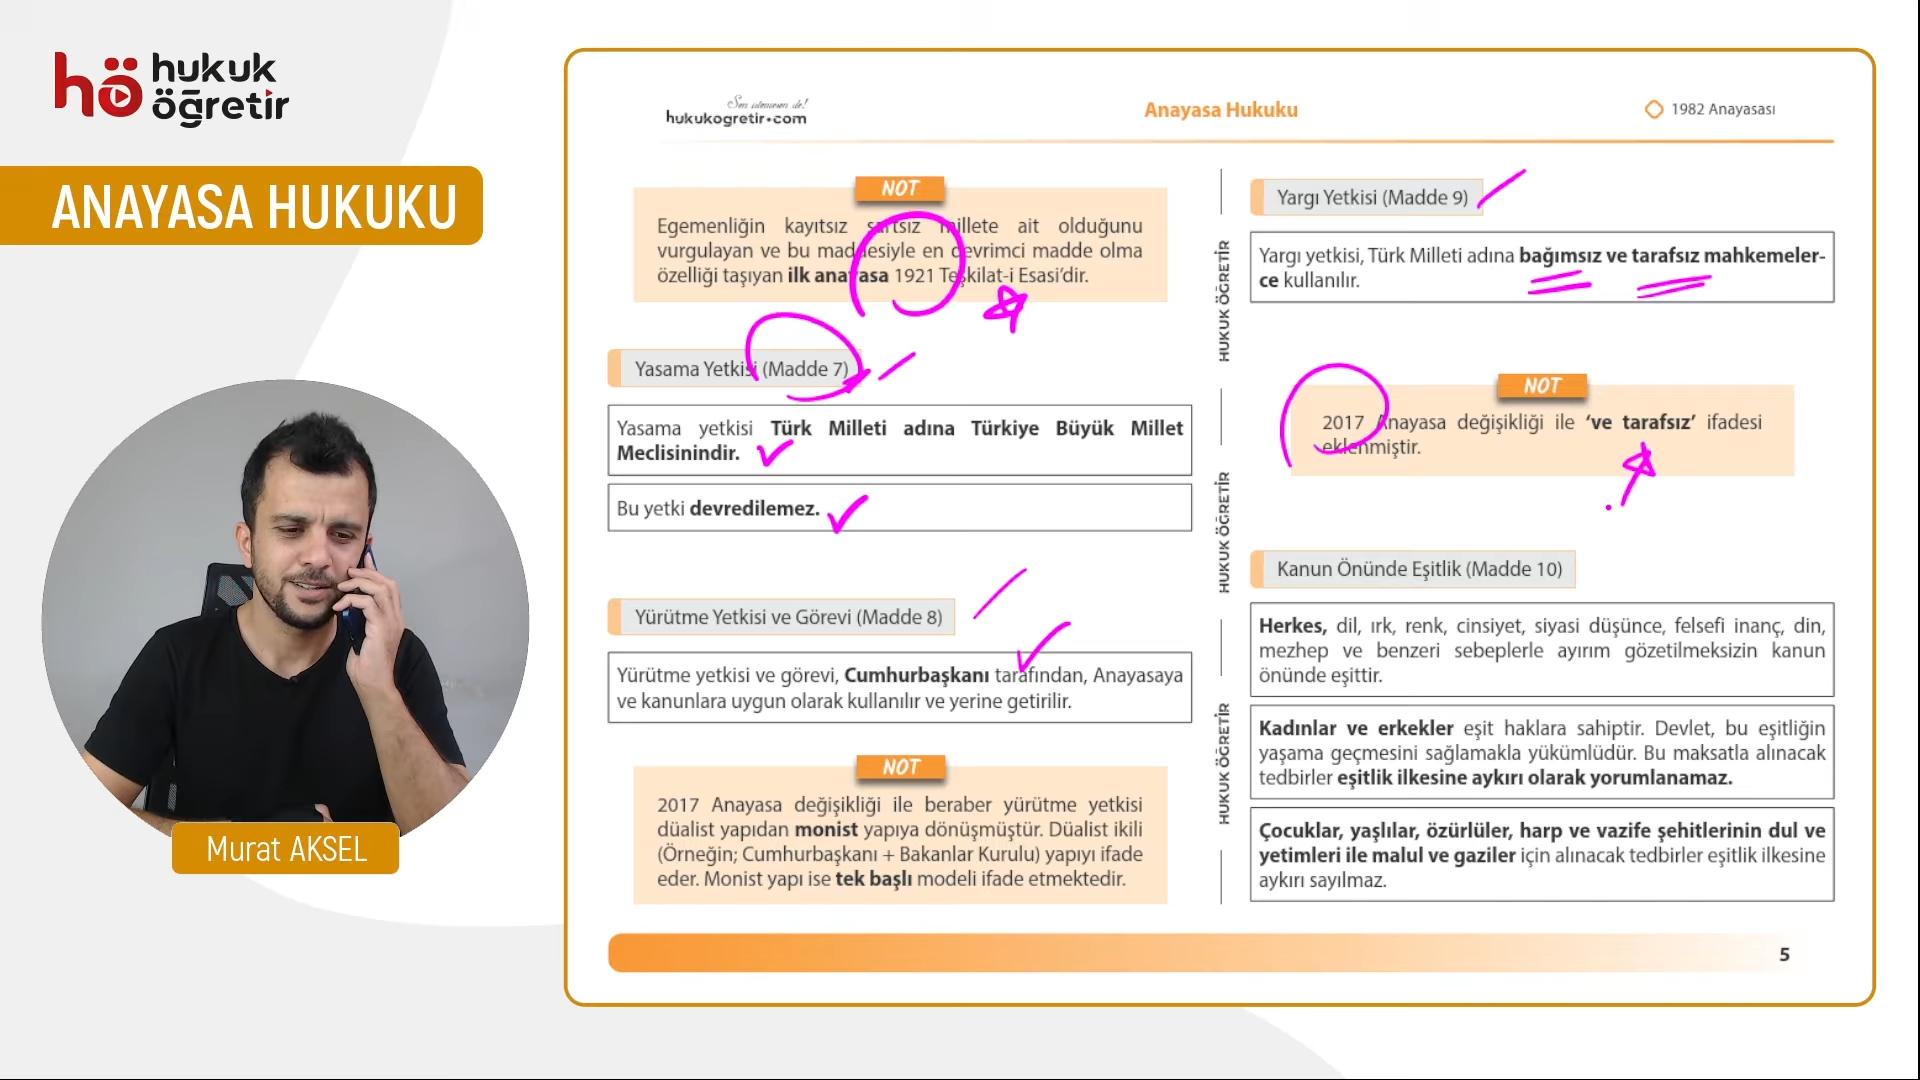 hö hukuk
öğretir
ANAYASA HUKUKU
Murat AKSEL
Sen istemesen de!
hukukogretir•com
Anayasa Hukuku
1982 Anayasası
NOT
Egemenliğin kayıtsız şartsız millete ait olduğunu
vurgulayan ve bu maddesiyle en devrimci madde olma
özelliği taşıyan ilk anayasa 1921 Teşkilat-i Esasi’dir.
Yasama Yetkisi (Madde 7)
Yasama yetkisi Türk Milleti adına Türkiye Büyük Millet
Meclisinindir.
Bu yetki devredilemez.
Yürütme Yetkisi ve Görevi (Madde 8)
Yürütme yetkisi ve görevi, Cumhurbaşkanı tarafından, Anayasaya
ve kanunlara uygun olarak kullanılır ve yerine getirilir.
NOT
2017 Anayasa değişikliği ile beraber yürütme yetkisi
düalist yapıdan monist yapıya dönüşmüştür. Düalist ikili
(Örneğin; Cumhurbaşkanı + Bakanlar Kurulu) yapıyı ifade
eder. Monist yapı ise tek başlı modeli ifade etmektedir.
HUKUK ÖĞRETİR
HUKUK ÖĞRETİR
HUKUK ÖĞRETİR
Yargı Yetkisi (Madde 9)
Yargı yetkisi, Türk Milleti adına bağımsız ve tarafsız mahkemeler-
ce kullanılır.
NOT
2017 Anayasa değişikliği ile ‘ve tarafsız’ ifadesi
eklenmiştir.
Kanun Önünde Eşitlik (Madde 10)
Herkes, dil, ırk, renk, cinsiyet, siyasi düşünce, felsefi inanç, din,
mezhep ve benzeri sebeplerle ayırım gözetilmeksizin kanun
önünde eşittir.
Kadınlar ve erkekler eşit haklara sahiptir. Devlet, bu eşitliğin
yaşama geçmesini sağlamakla yükümlüdür. Bu maksatla alınacak
tedbirler eşitlik ilkesine aykırı olarak yorumlanamaz.
Çocuklar, yaşlılar, özürlüler, harp ve vazife şehitlerinin dul ve
yetimleri ile malul ve gaziler için alınacak tedbirler eşitlik ilkesine
aykırı sayılmaz.
5